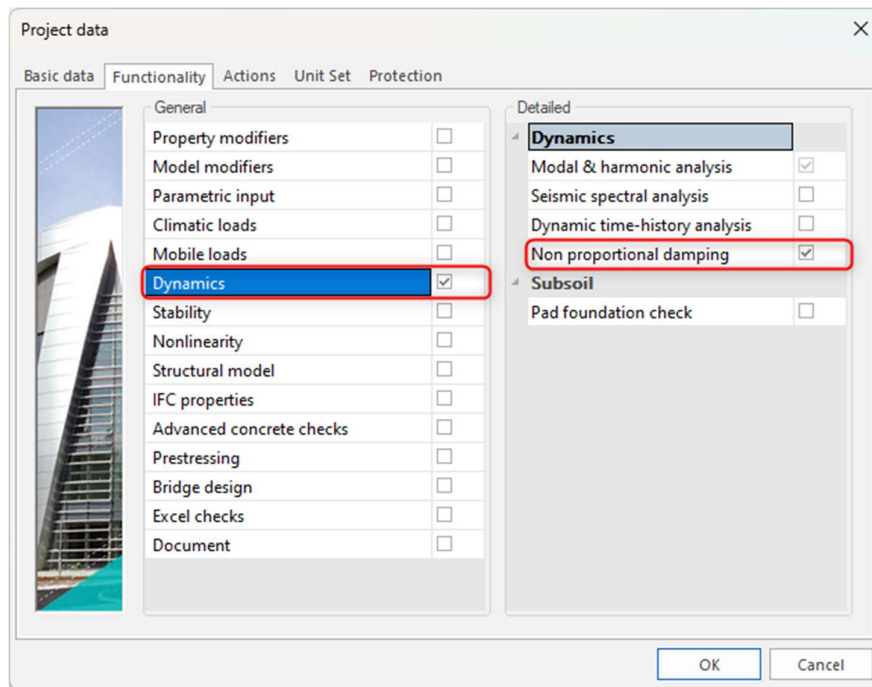 Project data
Basic data Functionality Actions Unit Set Protection
General
Property modifiers
Model modifiers
Parametric input
Climatic loads
Mobile loads
Dynamics
Stability
Nonlinearity
Structural model
IFC properties
Advanced concrete checks
Prestressing
Bridge design
Excel checks
Document
Detailed
Dynamics
Modal & harmonic analysis
Seismic spectral analysis
Dynamic time-history analysis
Non proportional damping
Subsoil
Pad foundation check
OK Cancel